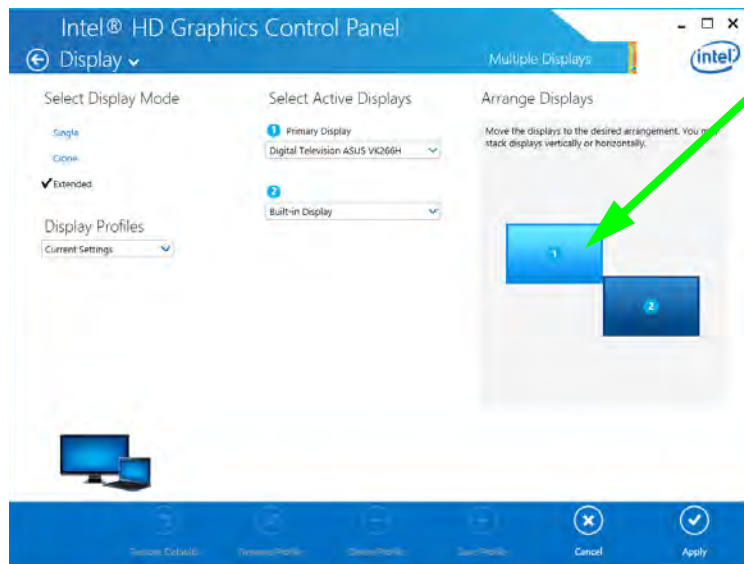 Intel® HD Graphics Control Panel
Display
Multiple Displays
intel
Select Display Mode
Single
Clone
Extended
Display Profiles
Current Settings
Select Active Displays
1 Primary Display
Digital Television ASUS VK266H
2
Built-in Display
Arrange Displays
Move the displays to the desired arrangement. You may
stack displays vertically or horizontally.
1
2
Restore Defaults
Cancel
Apply